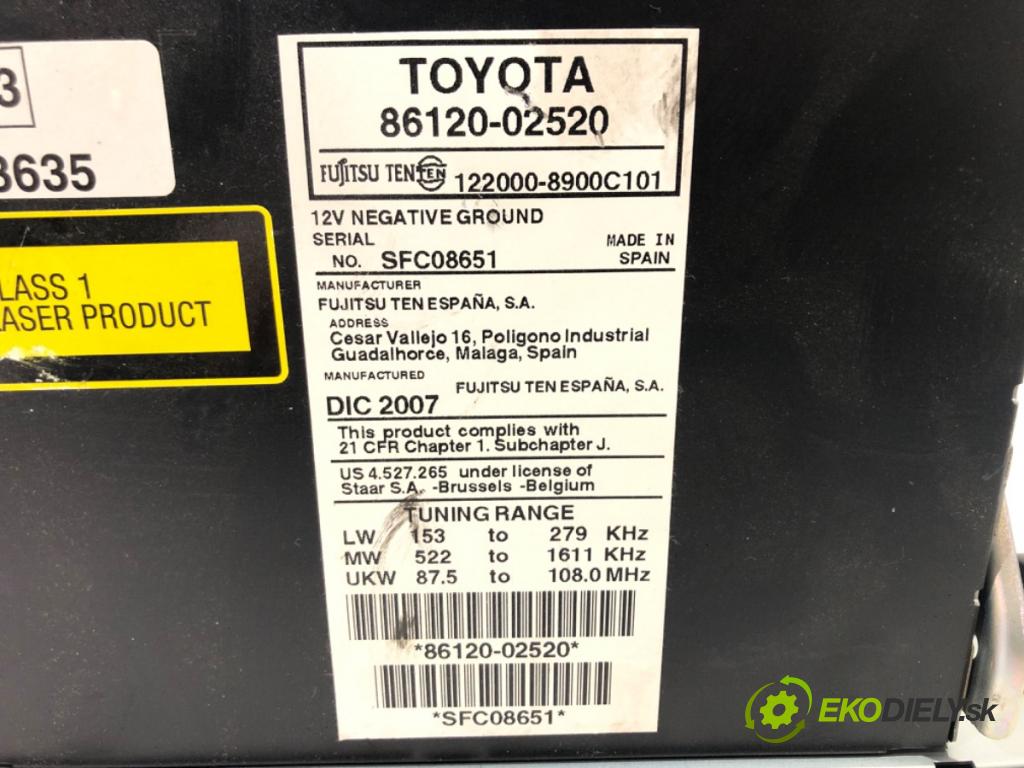 3
3635
LASS 1
LASER PRODUCT
TOYOTA
86120-02520
FUJITSU TEN TEN 122000-8900C101
12V NEGATIVE GROUND
SERIAL
NO. SFC08651
MADE IN
SPAIN
MANUFACTURER
FUJITSU TEN ESPAÑA, S.A.
ADDRESS
Cesar Vallejo 16, Poligono Industrial
Guadalhorce, Malaga, Spain
MANUFACTURED FUJITSU TEN ESPAÑA, S.A.
DIC 2007
This product complies with
21 CFR Chapter 1. Subchapter J.
US 4.527.265 under license of
Staar S.A. -Brussels -Belgium
TUNING RANGE
LW 153 to 279 KHz
MW 522 to 1611 KHz
UKW 87.5 to 108.0 MHz
*86120-02520*
*SFC08651*
EKODIELY.sk